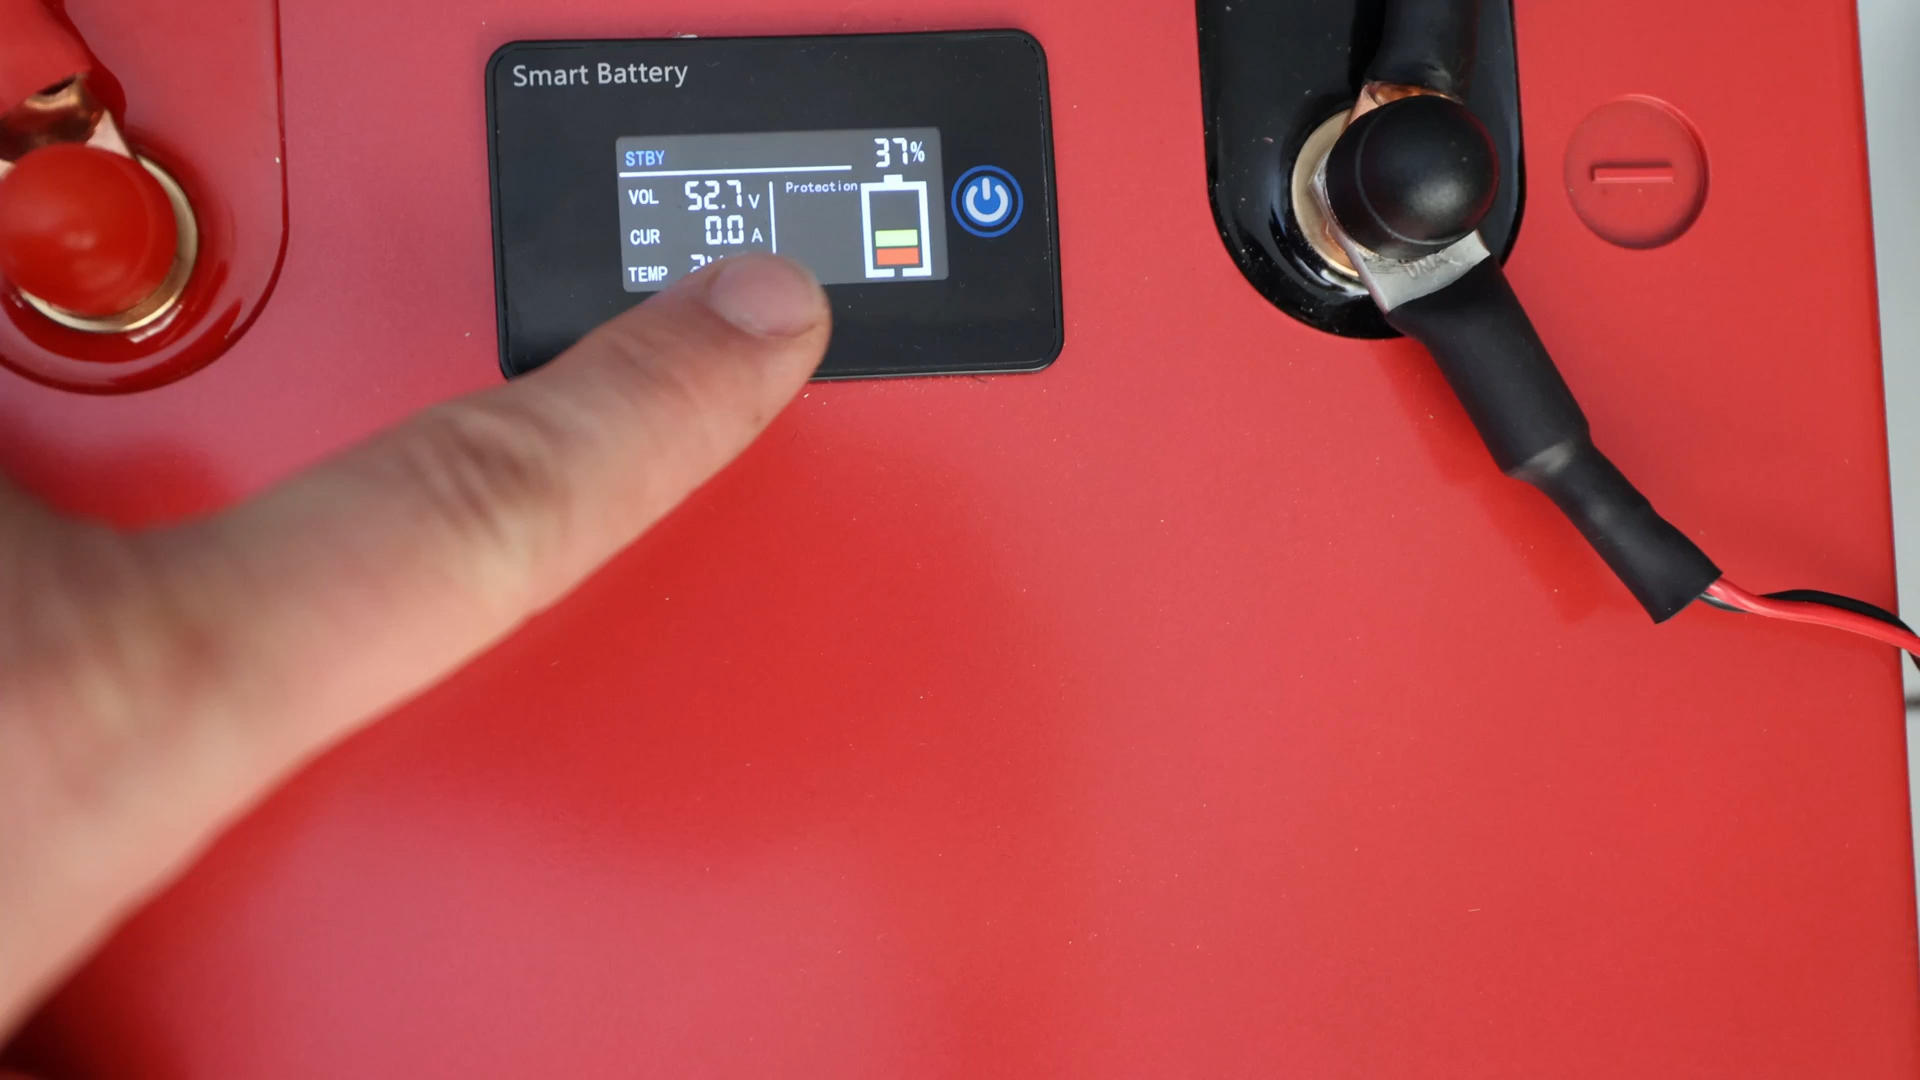 Smart Battery
STBY 37%
VOL 52.7 V
Protection
CUR 0.0 A
TEMP